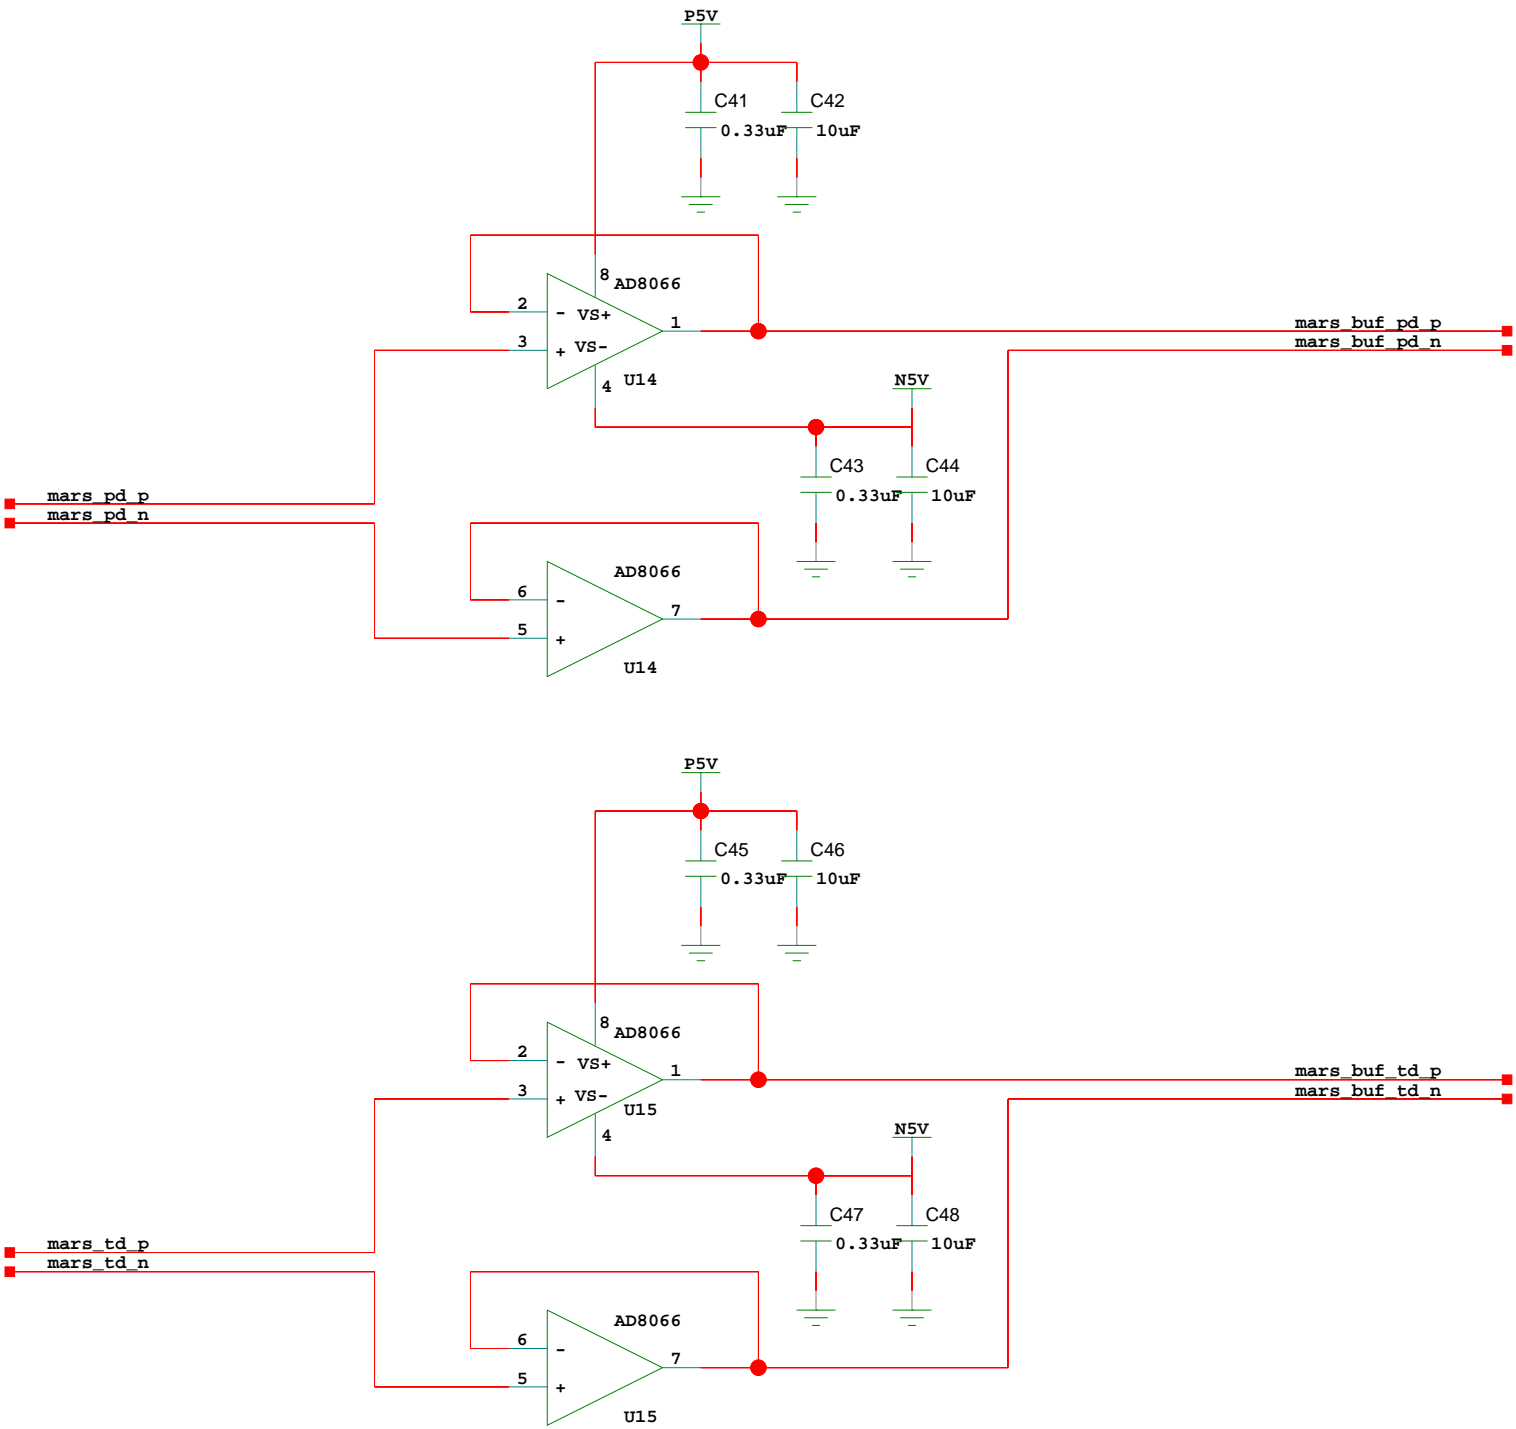 P5V
C41
C42
0.33uF
10uF
8
AD8066
2
- VS+
1
3
+ VS-
mars_buf_pd_p
mars_buf_pd_n
4
U14
N5V
C43
C44
0.33uF
10uF
mars_pd_p
mars_pd_n
AD8066
6
-
7
5
+
U14
P5V
C45
C46
0.33uF
10uF
8
AD8066
2
- VS+
1
3
+ VS-
U15
mars_buf_td_p
mars_buf_td_n
4
N5V
C47
C48
0.33uF
10uF
mars_td_p
mars_td_n
AD8066
6
-
7
5
+
U15